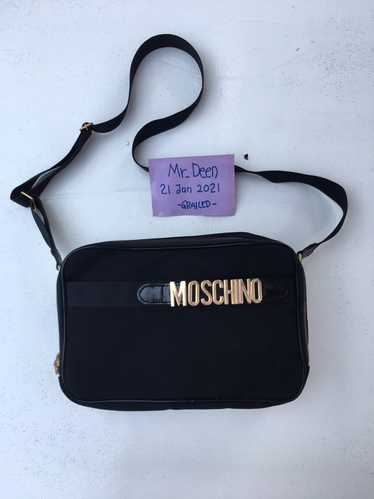 Mr. Deen
21 Jan 2021
-GRAILED-
MOSCHINO